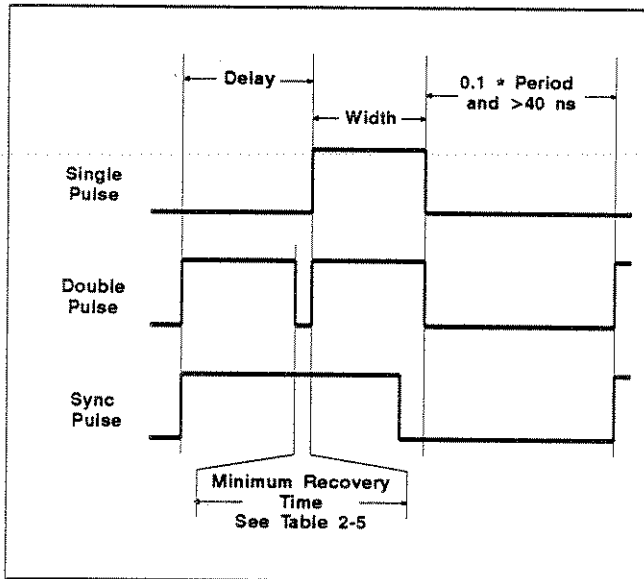 Delay
0.1 * Period
and >40 ns
Width
Single
Pulse
Double
Pulse
Sync
Pulse
Minimum Recovery
Time
See Table 2-5